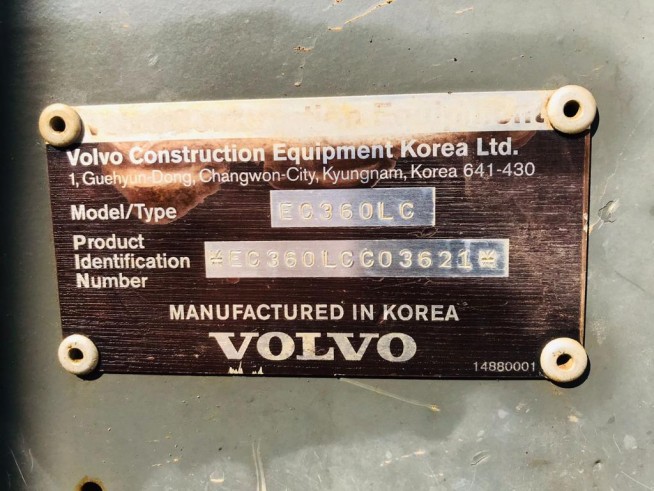 Equipment
Volvo Construction Equipment Korea Ltd.
1, Guehyun-Dong, Changwon-City, Kyungnam, Korea 641-430
Model/Type EC360LC
Product
Identification *EC360LCC03621*
Number
MANUFACTURED IN KOREA
VOLVO
14880001